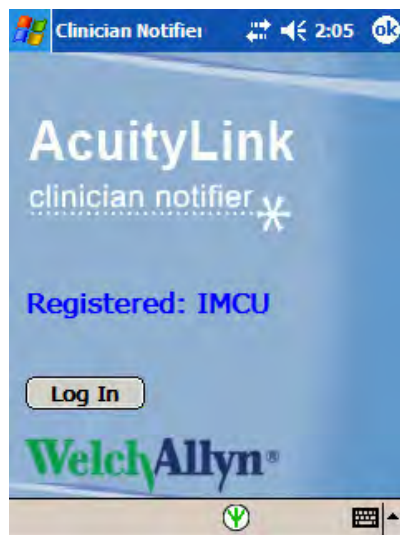 Clinician Notifier 2:05 ok
AcuityLink
clinician notifier
Registered: IMCU
Log In
WelchAllyn®